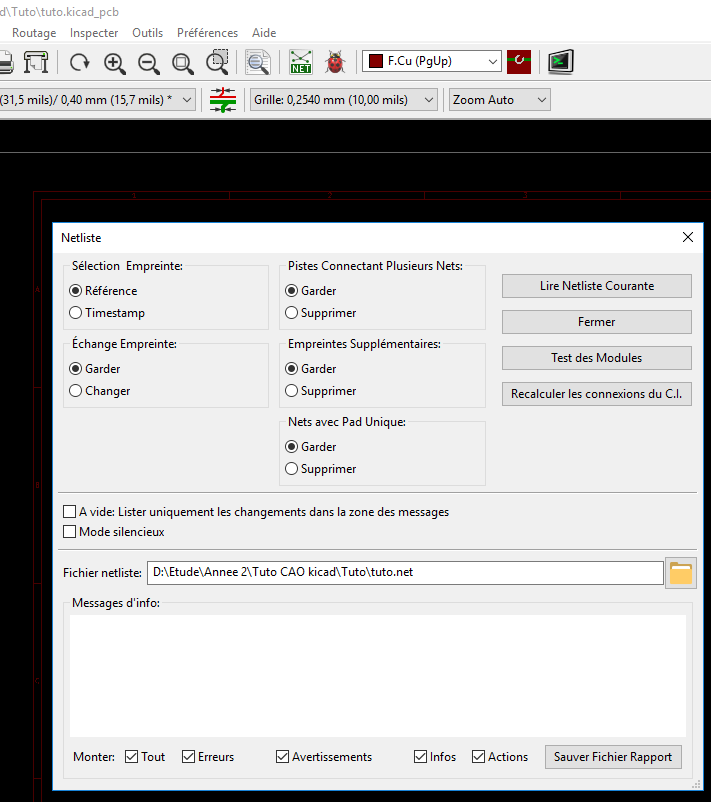 d\Tuto\tuto.kicad_pcb
Routage Inspecter Outils Préférences Aide
NET F.Cu (PgUp)
(31,5 mils)/ 0,40 mm (15,7 mils) * Grille: 0,2540 mm (10,00 mils) Zoom Auto
Netliste
Sélection Empreinte:
Référence
Timestamp
Échange Empreinte:
Garder
Changer
Pistes Connectant Plusieurs Nets:
Garder
Supprimer
Empreintes Supplémentaires:
Garder
Supprimer
Nets avec Pad Unique:
Garder
Supprimer
Lire Netliste Courante
Fermer
Test des Modules
Recalculer les connexions du C.I.
A vide: Lister uniquement les changements dans la zone des messages
Mode silencieux
Fichier netliste: D:\Etude\Annee 2\Tuto CAO kicad\Tuto\tuto.net
Messages d'info:
Monter: Tout Erreurs Avertissements Infos Actions Sauver Fichier Rapport